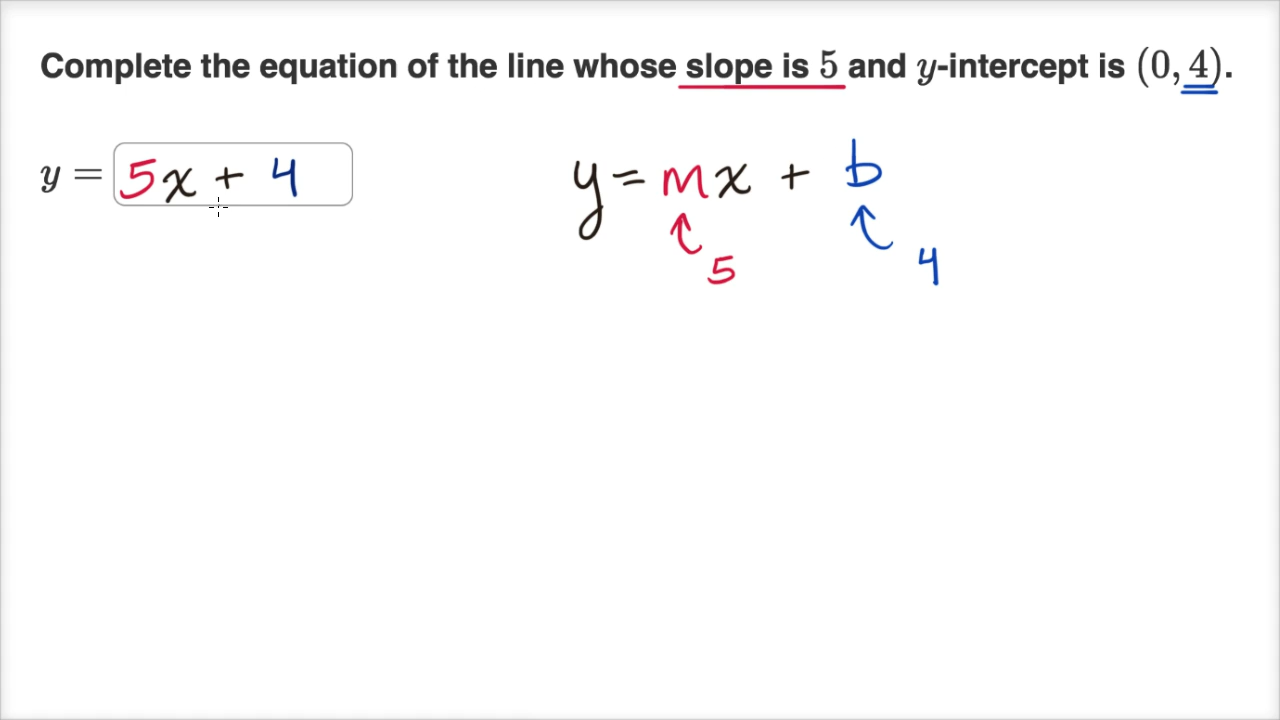 Complete the equation of the line whose slope is 5 and y-intercept is (0, 4).
y = 5x + 4
y = mx + b
5
4